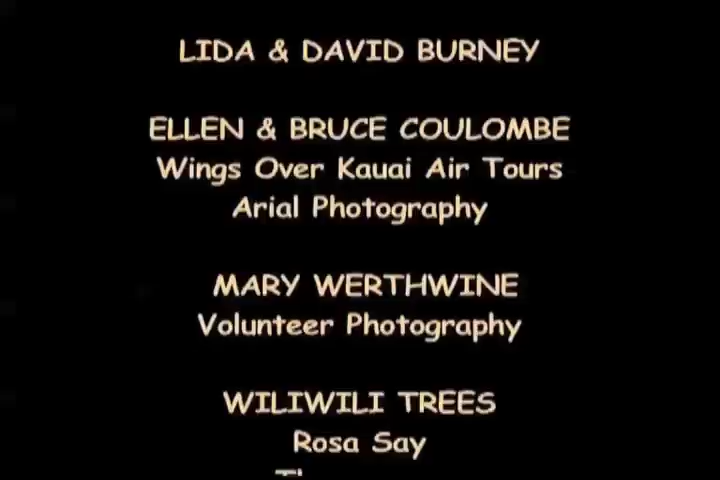 LIDA & DAVID BURNEY
ELLEN & BRUCE COULOMBE
Wings Over Kauai Air Tours
Arial Photography
MARY WERTHWINE
Volunteer Photography
WILIWILI TREES
Rosa Say